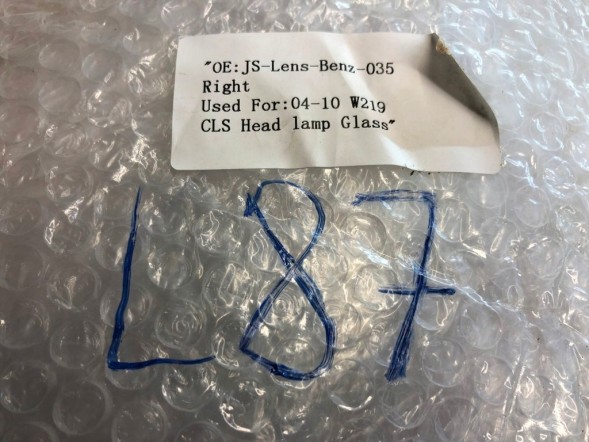 "OE:JS-Lens-Benz-035
Right
Used For:04-10 W219
CLS Head lamp Glass"
L87